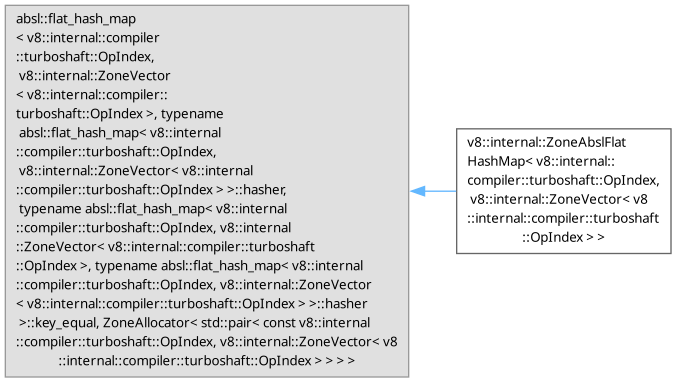 absl::flat_hash_map
< v8::internal::compiler
::turboshaft::OpIndex,
 v8::internal::ZoneVector
< v8::internal::compiler::
turboshaft::OpIndex >, typename
 absl::flat_hash_map< v8::internal
::compiler::turboshaft::OpIndex,
 v8::internal::ZoneVector< v8::internal
::compiler::turboshaft::OpIndex > >::hasher,
 typename absl::flat_hash_map< v8::internal
::compiler::turboshaft::OpIndex, v8::internal
::ZoneVector< v8::internal::compiler::turboshaft
::OpIndex >, typename absl::flat_hash_map< v8::internal
::compiler::turboshaft::OpIndex, v8::internal::ZoneVector
< v8::internal::compiler::turboshaft::OpIndex > >::hasher
 >::key_equal, ZoneAllocator< std::pair< const v8::internal
::compiler::turboshaft::OpIndex, v8::internal::ZoneVector< v8
::internal::compiler::turboshaft::OpIndex > > > >
v8::internal::ZoneAbslFlat
HashMap< v8::internal::
compiler::turboshaft::OpIndex,
 v8::internal::ZoneVector< v8
::internal::compiler::turboshaft
::OpIndex > >